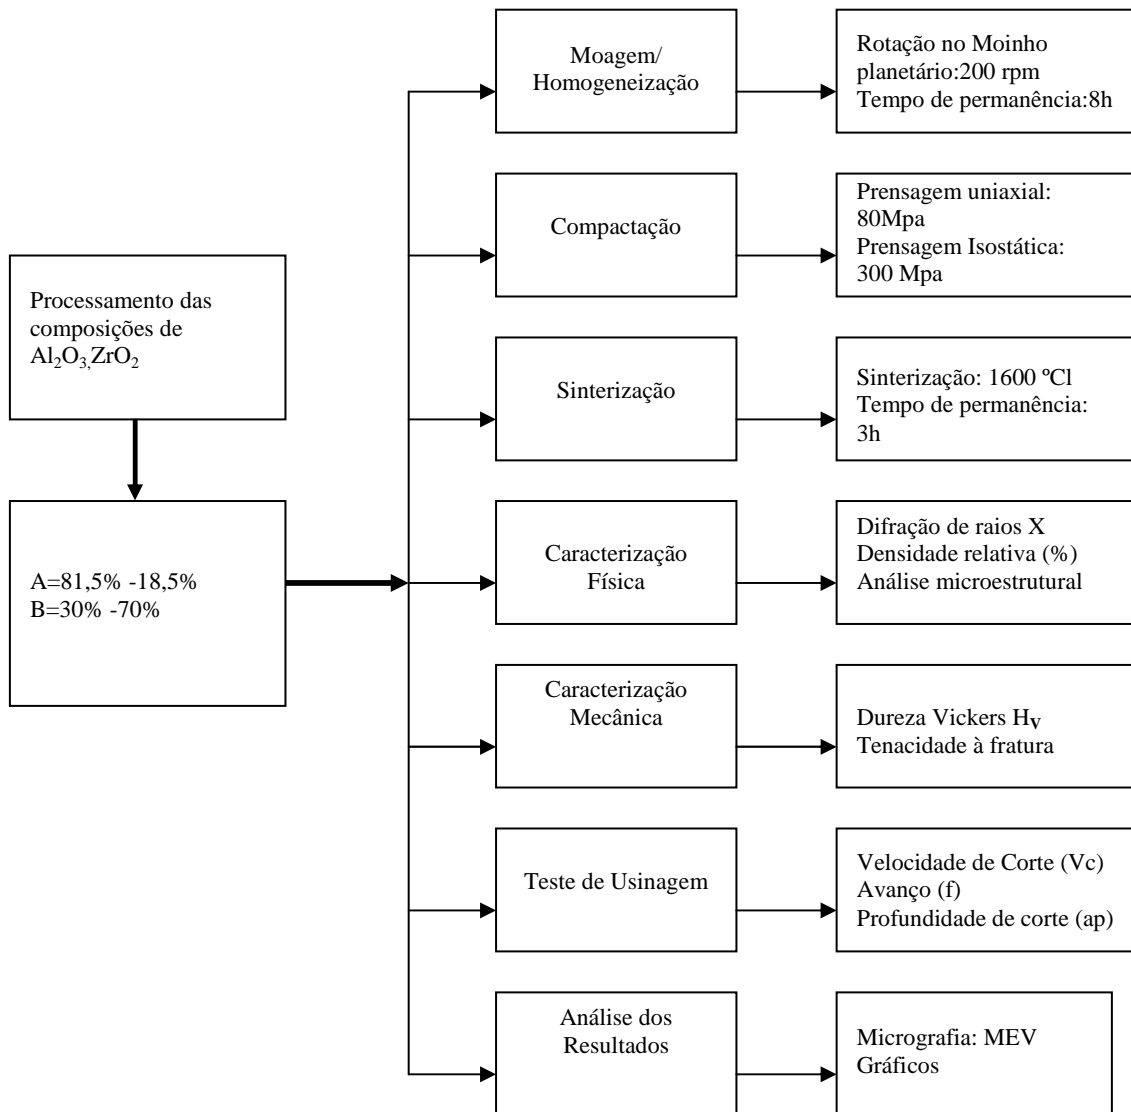 Moagem/
Homogeneização
Rotação no Moinho
planetário:200 rpm
Tempo de permanência:8h
Compactação
Prensagem uniaxial:
80Mpa
Prensagem Isostática:
300 Mpa
Processamento das
composições de
Al₂O₃,ZrO₂
Sinterização
Sinterização: 1600 ºCl
Tempo de permanência:
3h
A=81,5% -18,5%
B=30% -70%
Caracterização
Física
Difração de raios X
Densidade relativa (%)
Análise microestrutural
Caracterização
Mecânica
Dureza Vickers Hᵥ
Tenacidade à fratura
Teste de Usinagem
Velocidade de Corte (Vc)
Avanço (f)
Profundidade de corte (ap)
Análise dos
Resultados
Micrografia: MEV
Gráficos